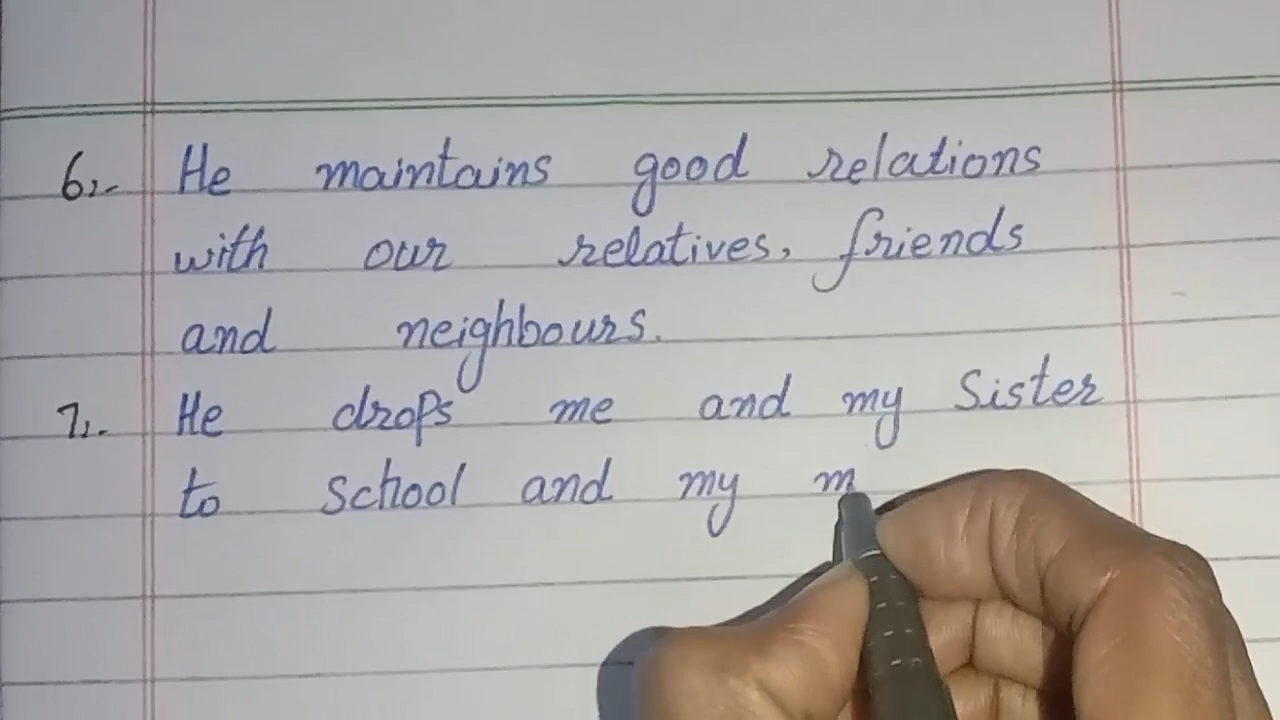 6. He maintains good relations
with our relatives, friends
and neighbours.
7. He drops me and my Sister
to school and my m